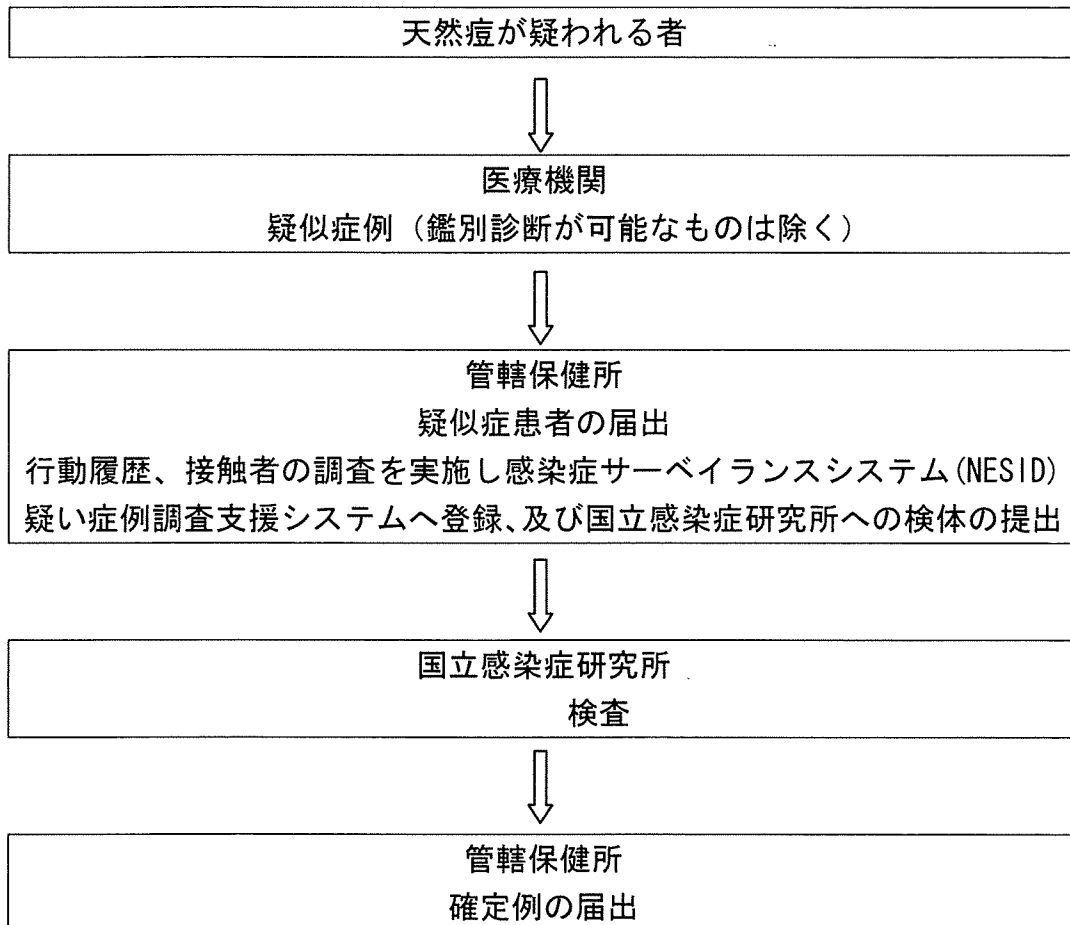 天然痘が疑われる者
医療機関
疑似症例（鑑別診断が可能なものは除く）
管轄保健所
疑似症患者の届出
行動履歴、接触者の調査を実施し感染症サーベイランスシステム(NESID)
疑い症例調査支援システムへ登録、及び国立感染症研究所への検体の提出
国立感染症研究所
検査
管轄保健所
確定例の届出